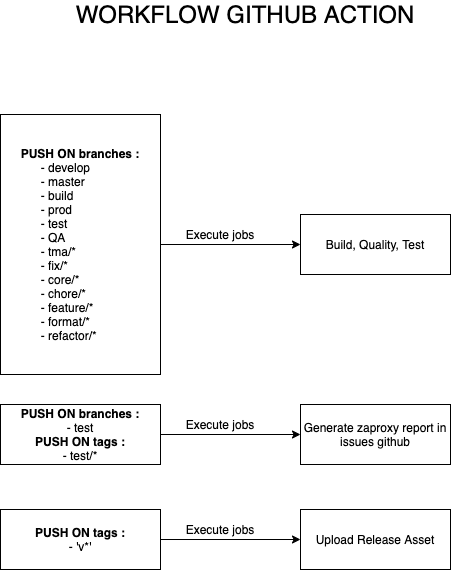 WORKFLOW GITHUB ACTION
PUSH ON branches :
- develop
- master
- build
- prod
- test
- QA
- tma/*
- fix/*
- core/*
- chore/*
- feature/*
- format/*
- refactor/*
Execute jobs
Build, Quality, Test
PUSH ON branches :
- test
PUSH ON tags :
- test/*
Execute jobs
Generate zaproxy report in
issues github
PUSH ON tags :
- 'v*'
Execute jobs
Upload Release Asset